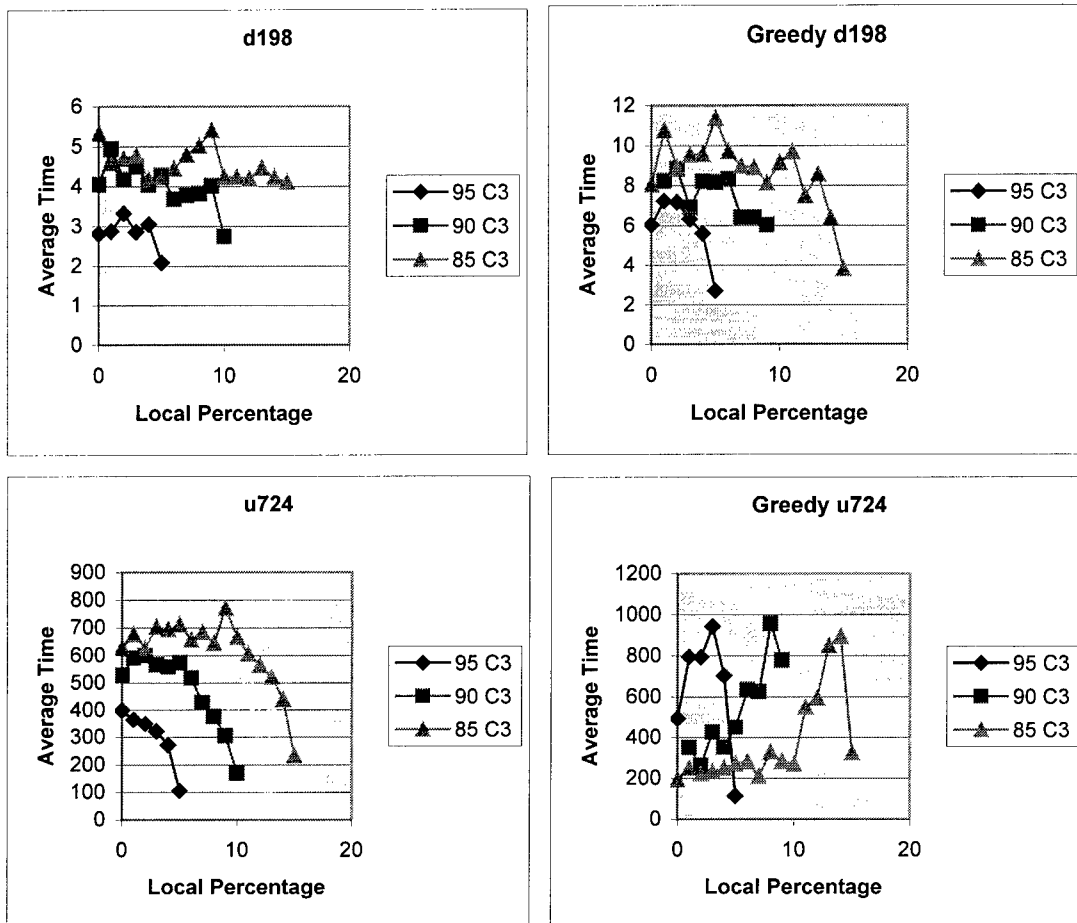 d198
6
5
4
3
2
1
0
Average Time
0 10 20
Local Percentage
95 C3
90 C3
85 C3
Greedy d198
12
10
8
6
4
2
0
Average Time
0 10 20
Local Percentage
95 C3
90 C3
85 C3
u724
900
800
700
600
500
400
300
200
100
0
Average Time
0 10 20
Local Percentage
95 C3
90 C3
85 C3
Greedy u724
1200
1000
800
600
400
200
0
Average Time
0 10 20
Local Percentage
95 C3
90 C3
85 C3